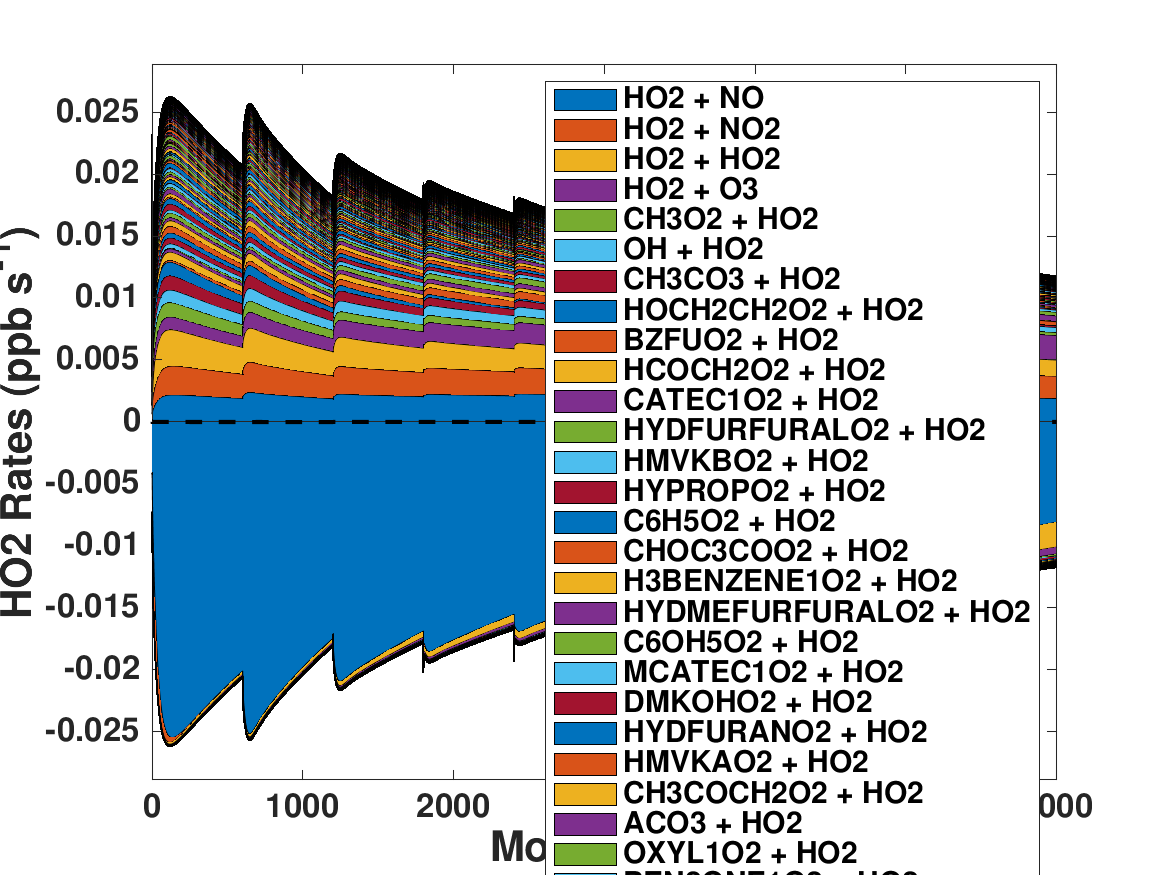 HO2 Rates (ppb s⁻¹)
0.025
0.02
0.015
0.01
0.005
0
-0.005
-0.01
-0.015
-0.02
-0.025
0
1000
2000
000
Mo
HO2 + NO
HO2 + NO2
HO2 + HO2
HO2 + O3
CH3O2 + HO2
OH + HO2
CH3CO3 + HO2
HOCH2CH2O2 + HO2
BZFUO2 + HO2
HCOCH2O2 + HO2
CATEC1O2 + HO2
HYDFURFURALO2 + HO2
HMVKBO2 + HO2
HYPROPO2 + HO2
C6H5O2 + HO2
CHOC3COO2 + HO2
H3BENZENE1O2 + HO2
HYDMEFURFURALO2 + HO2
C6OH5O2 + HO2
MCATEC1O2 + HO2
DMKOHO2 + HO2
HYDFURANO2 + HO2
HMVKAO2 + HO2
CH3COCH2O2 + HO2
ACO3 + HO2
OXYL1O2 + HO2